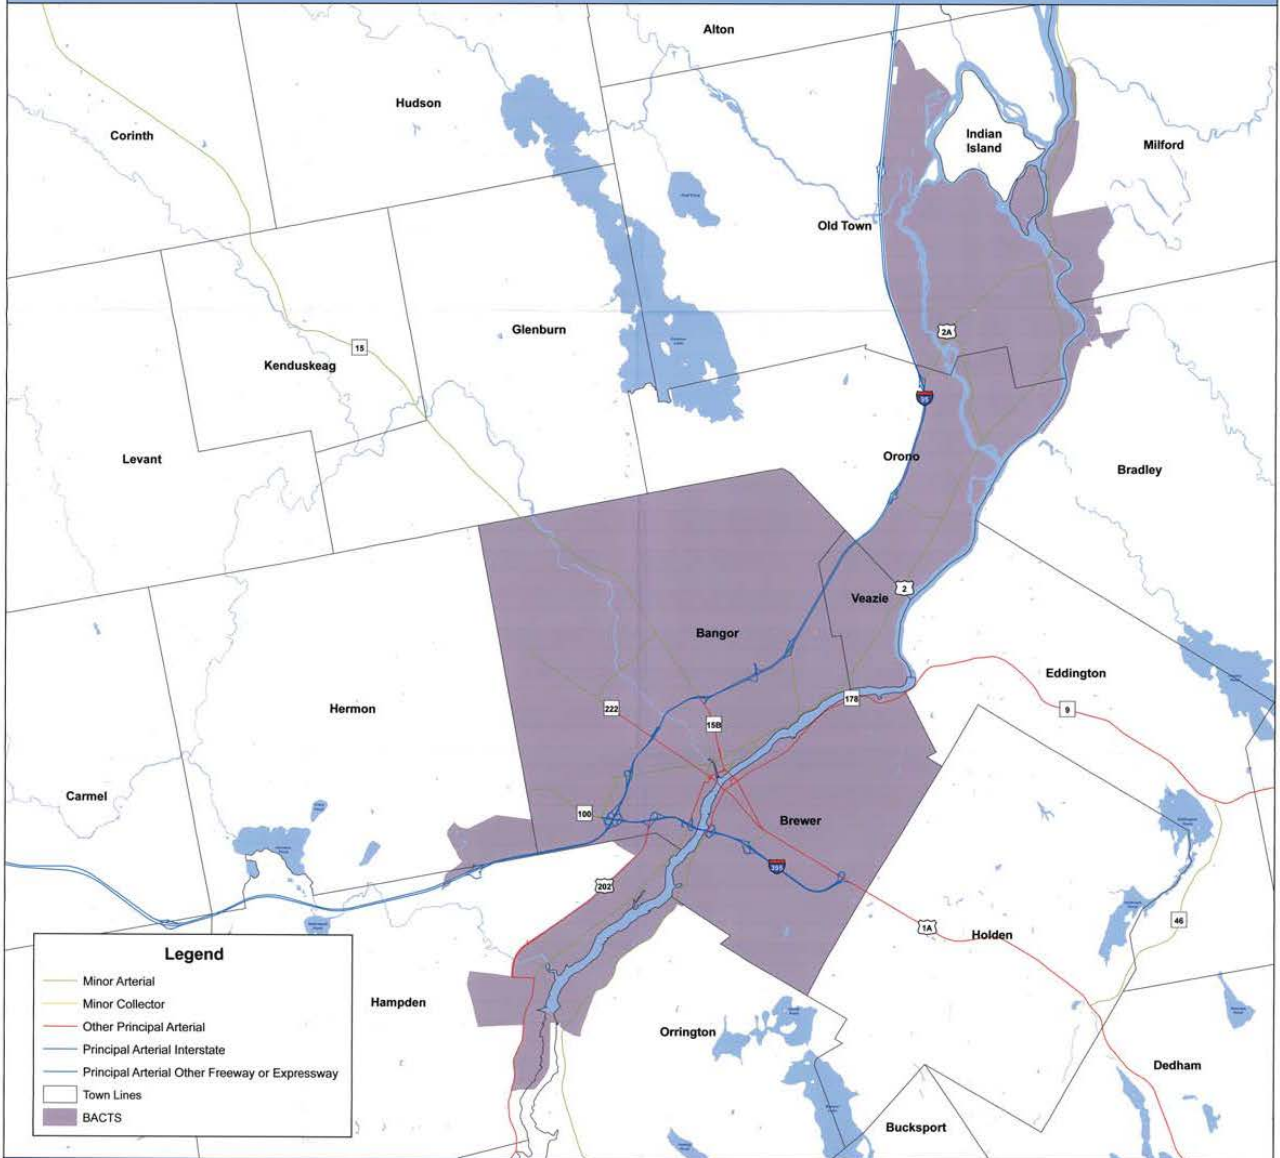 Alton
Hudson
Corinth
Indian
Island
Milford
Old Town
Glenburn
2A
15
Kenduskeag
95
Levant
Orono
Bradley
2
Veazie
Bangor
Eddington
178
222
9
Hermon
15B
Carmel
100
Brewer
395
202
46
1A
Holden
Legend
Minor Arterial
Minor Collector
Other Principal Arterial
Principal Arterial Interstate
Principal Arterial Other Freeway or Expressway
Town Lines
BACTS
Hampden
Orrington
Dedham
Bucksport